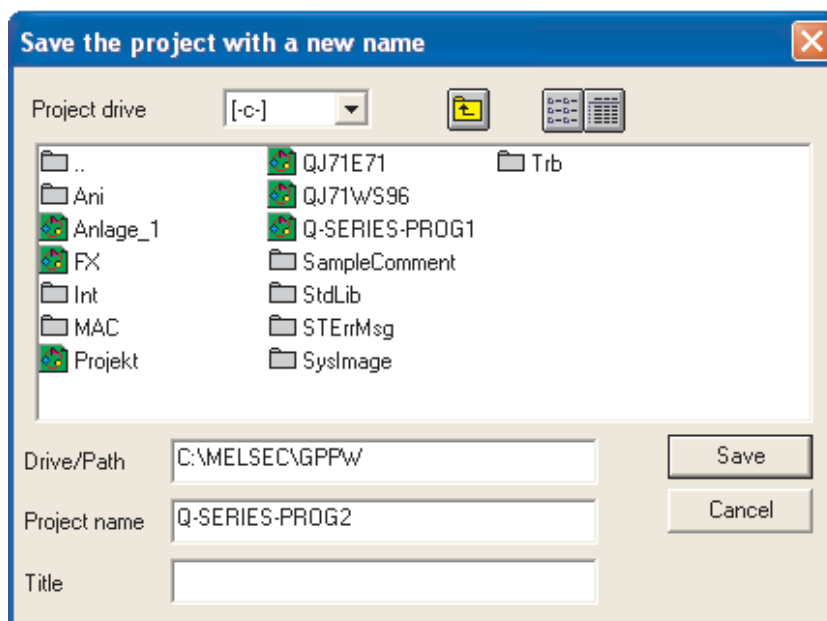 Save the project with a new name
Project drive [-c-]
..
Ani
Anlage_1
FX
Int
MAC
Projekt
QJ71E71
QJ71WS96
Q-SERIES-PROG1
SampleComment
StdLib
STErrMsg
SysImage
Trb
Drive/Path C:\MELSEC\GPPW
Save
Project name Q-SERIES-PROG2
Cancel
Title